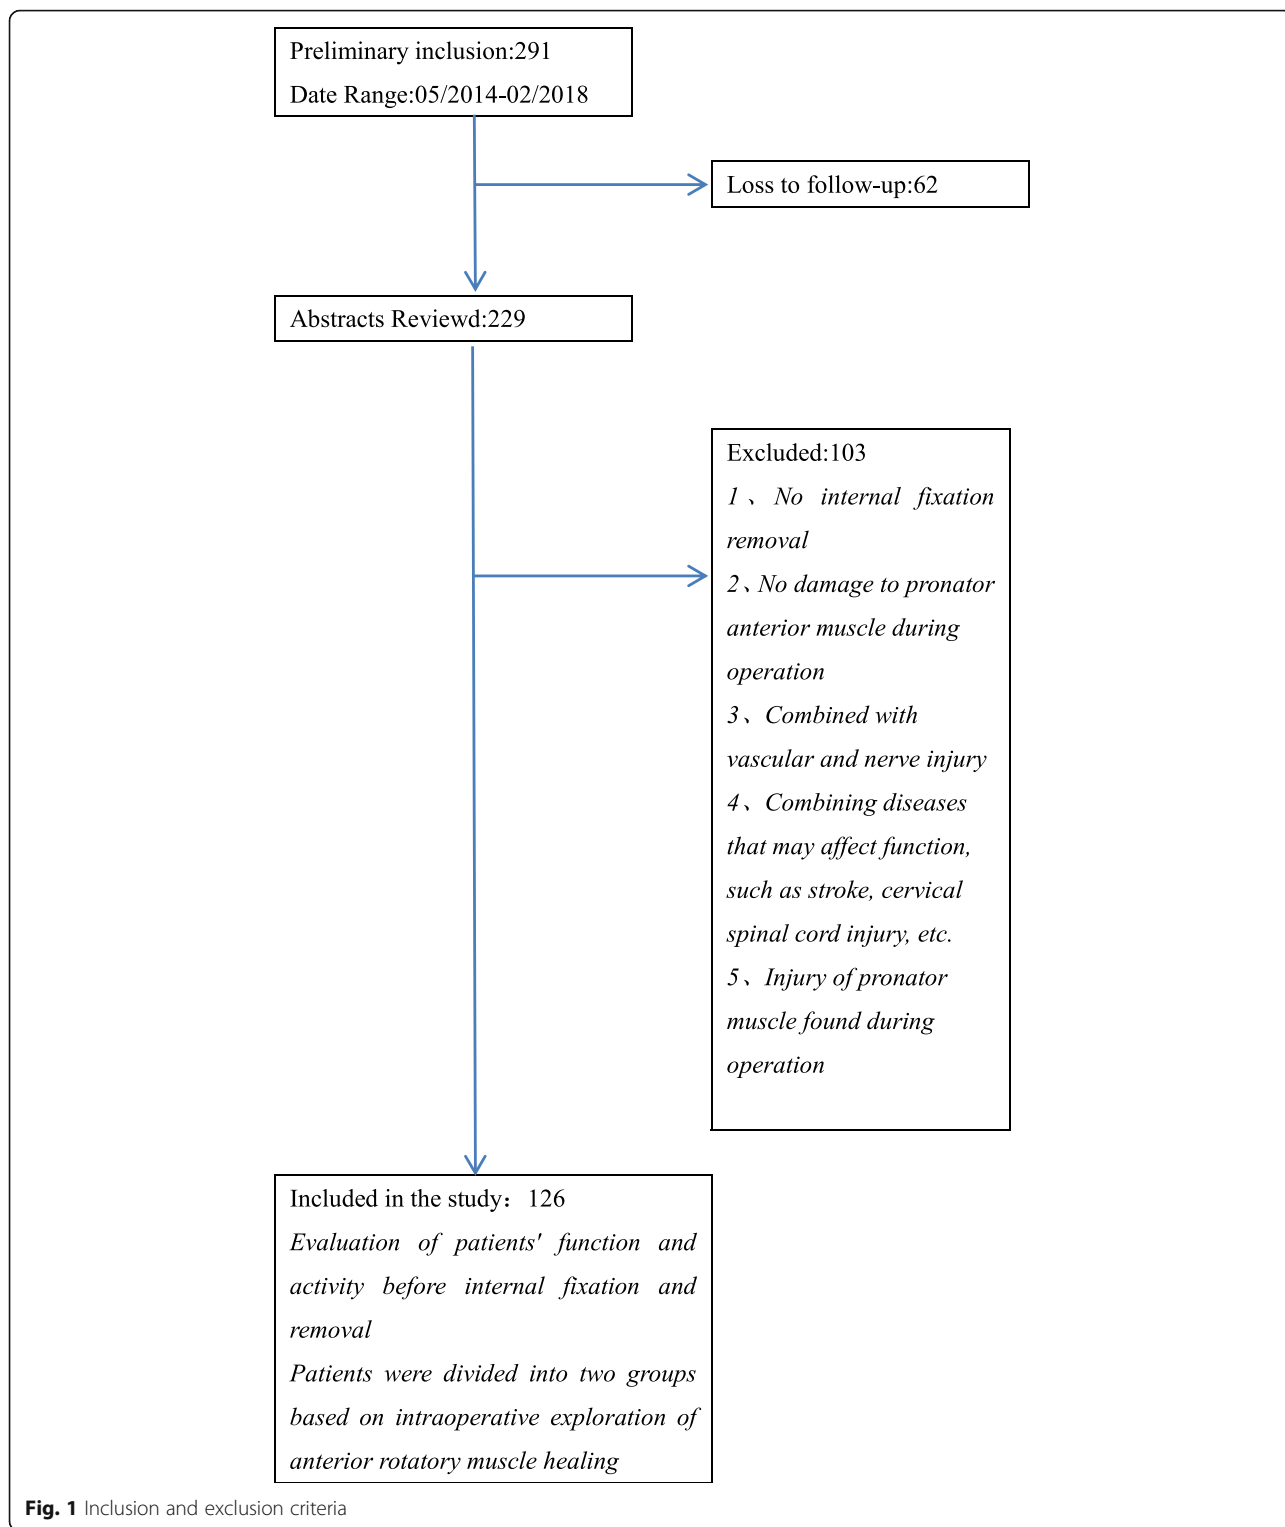 Preliminary inclusion:291
Date Range:05/2014-02/2018
Loss to follow-up:62
Abstracts Reviewd:229
Excluded:103
1、No internal fixation
removal
2、No damage to pronator
anterior muscle during
operation
3、Combined with
vascular and nerve injury
4、Combining diseases
that may affect function,
such as stroke, cervical
spinal cord injury, etc.
5、Injury of pronator
muscle found during
operation
Included in the study：126
Evaluation of patients' function and
activity before internal fixation and
removal
Patients were divided into two groups
based on intraoperative exploration of
anterior rotatory muscle healing
Fig. 1 Inclusion and exclusion criteria